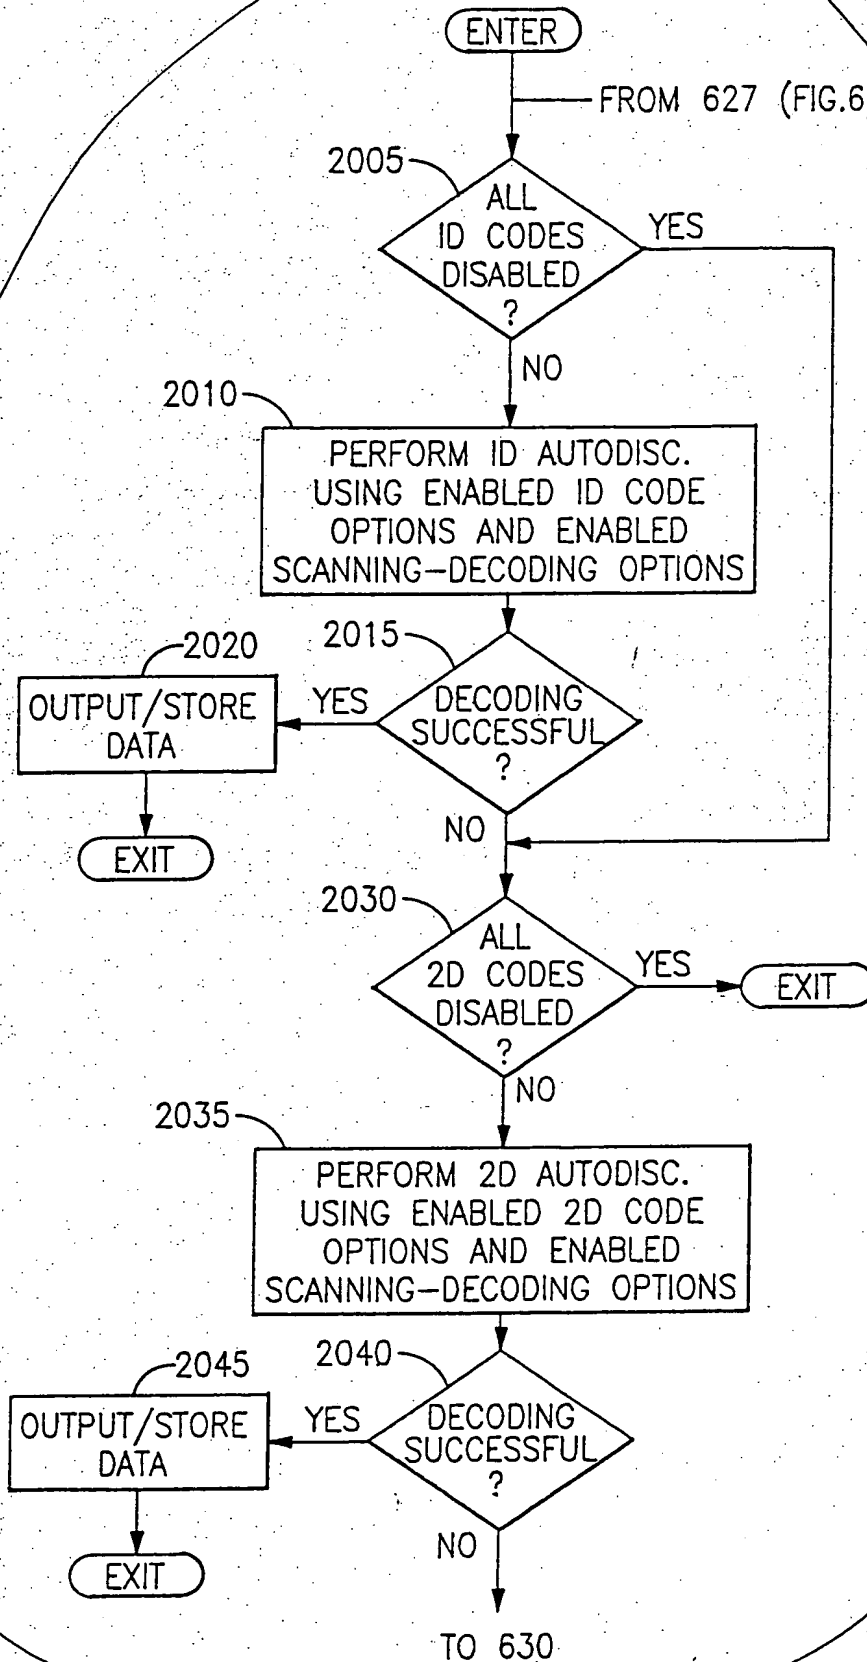 ENTER
FROM 627 (FIG.6
2005
ALL
ID CODES
DISABLED
?
YES
NO
2010
PERFORM ID AUTODISC.
USING ENABLED ID CODE
OPTIONS AND ENABLED
SCANNING-DECODING OPTIONS
2015
DECODING
SUCCESSFUL
?
YES
2020
OUTPUT/STORE
DATA
EXIT
NO
2030
ALL
2D CODES
DISABLED
?
YES
EXIT
NO
2035
PERFORM 2D AUTODISC.
USING ENABLED 2D CODE
OPTIONS AND ENABLED
SCANNING-DECODING OPTIONS
2040
DECODING
SUCCESSFUL
?
YES
2045
OUTPUT/STORE
DATA
EXIT
NO
TO 630